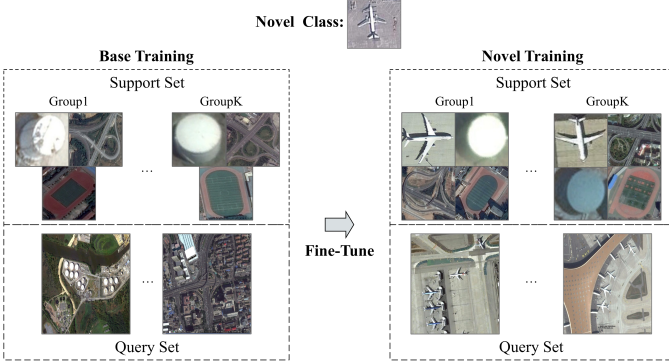 Novel Class:
Base Training
Support Set
Group1
GroupK
...
...
Query Set
Fine-Tune
Novel Training
Support Set
Group1
GroupK
...
...
Query Set